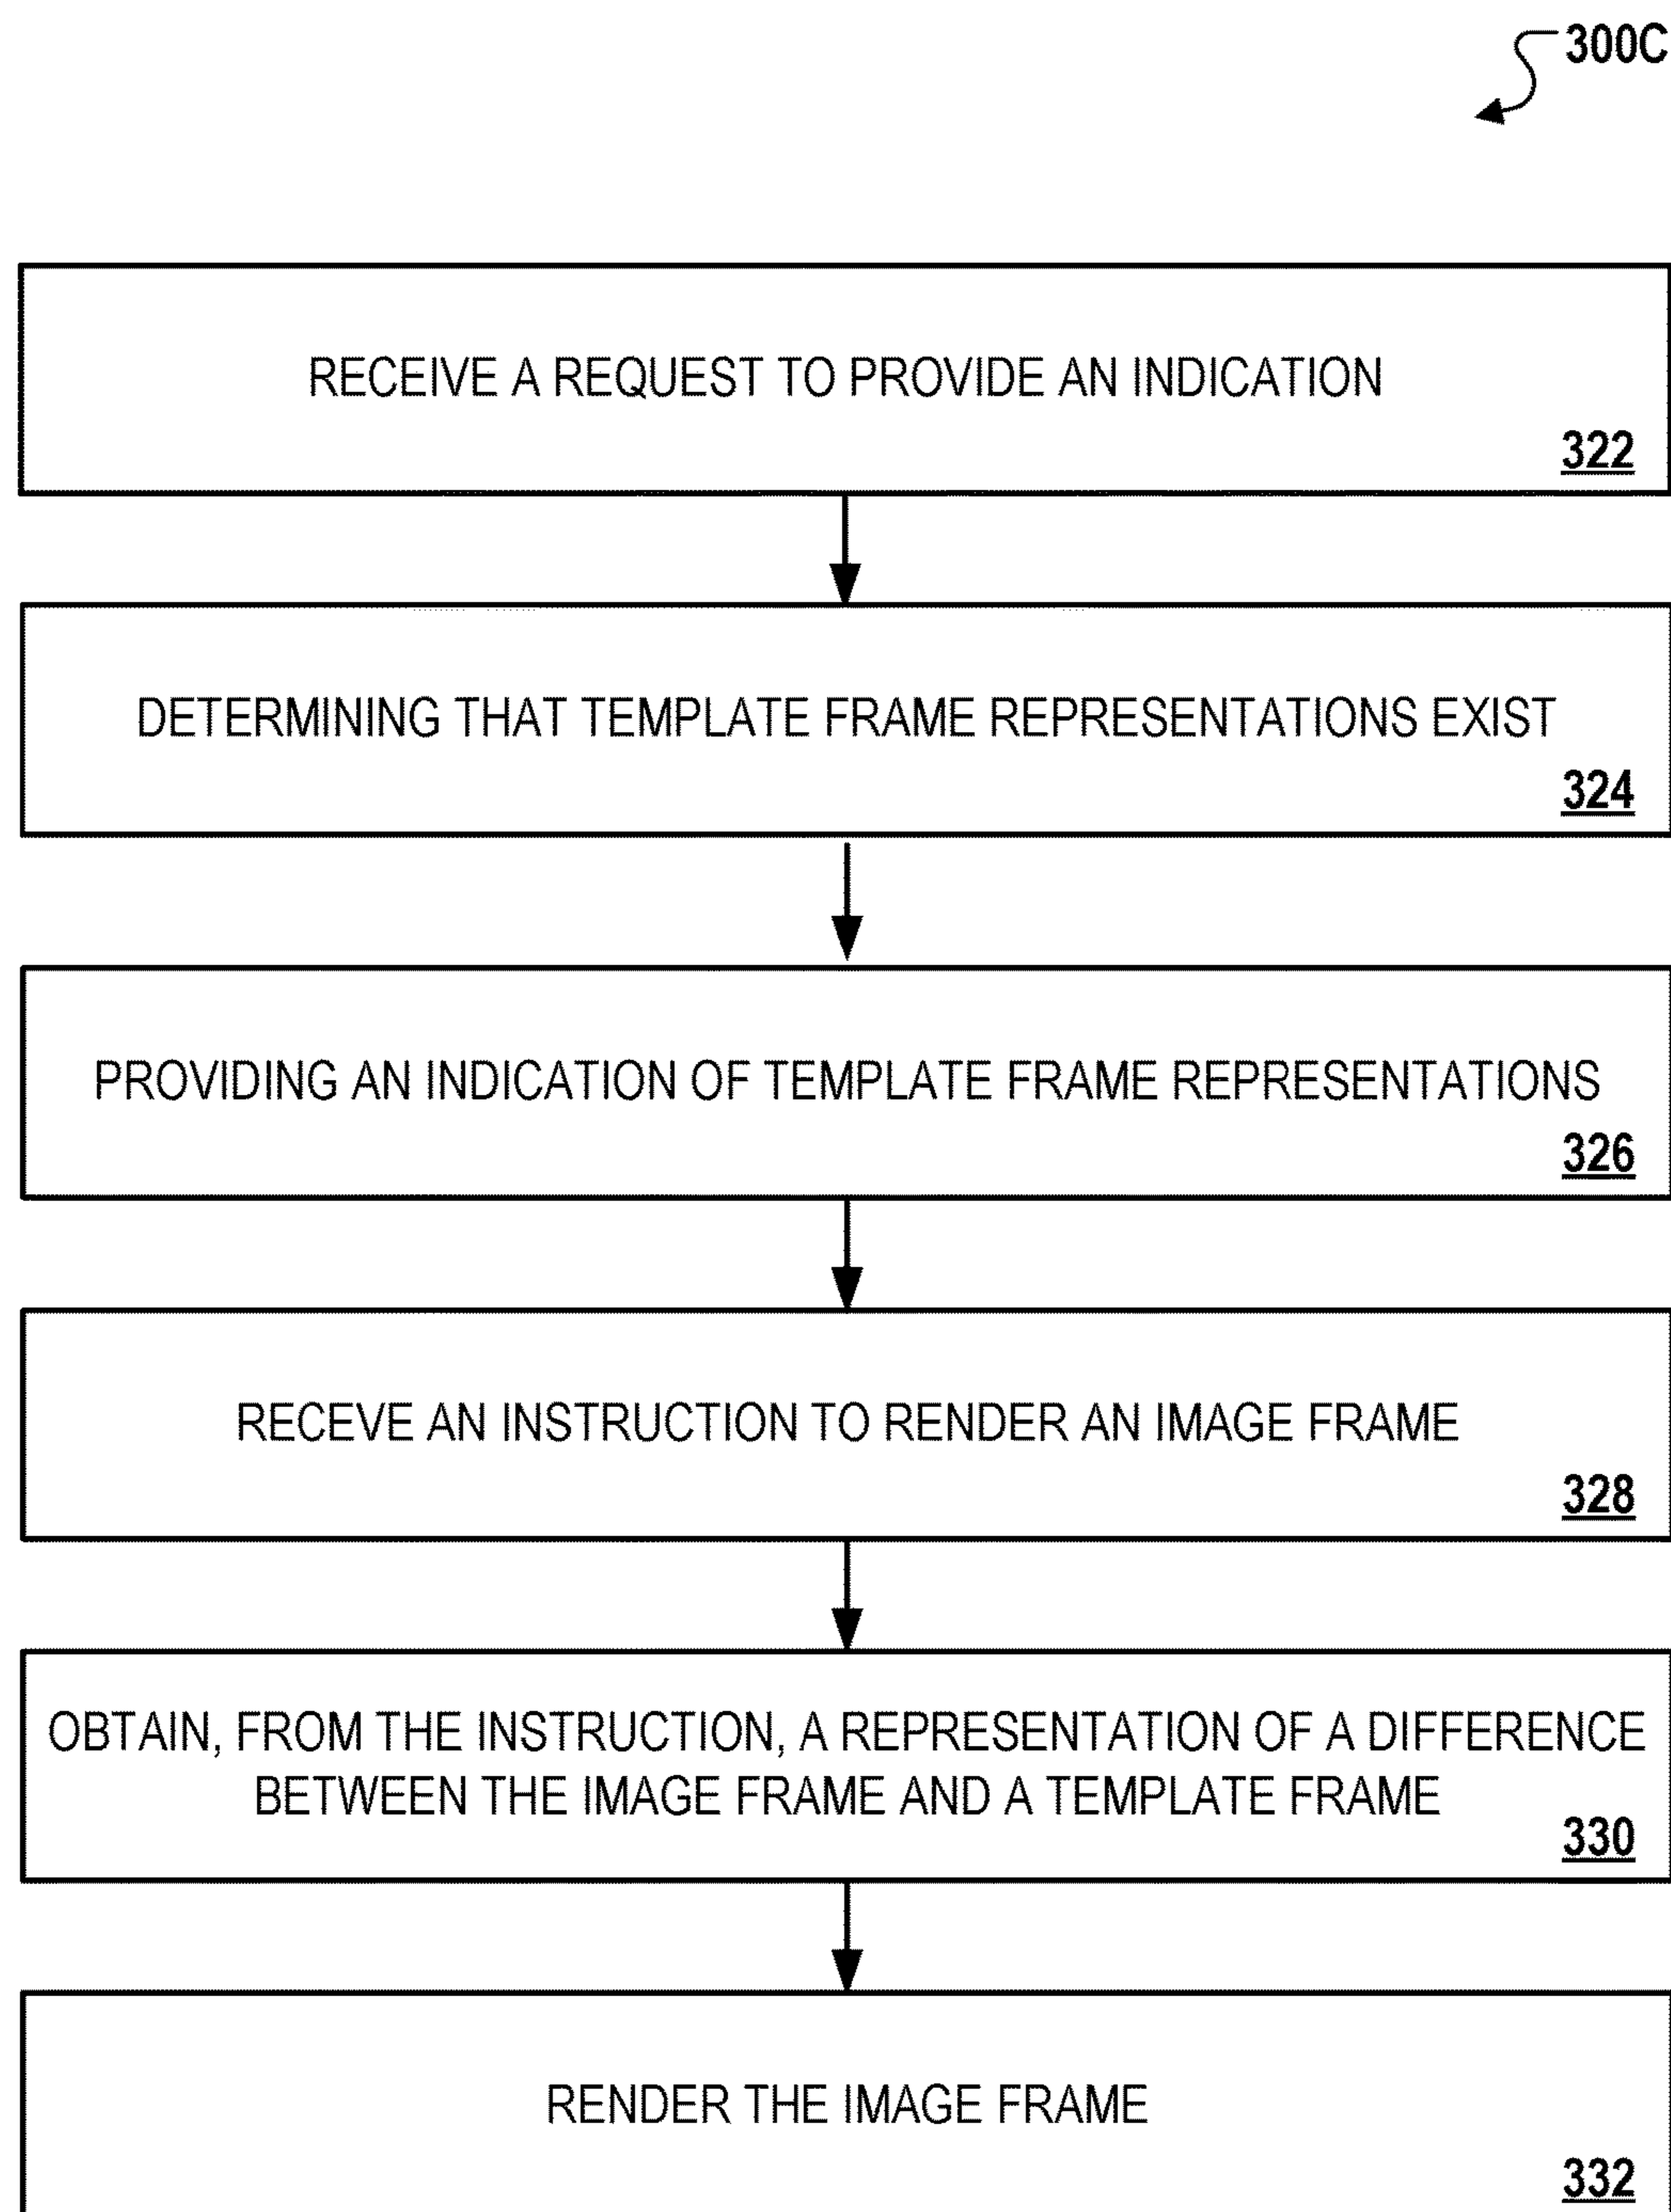 300C
RECEIVE A REQUEST TO PROVIDE AN INDICATION
322
DETERMINING THAT TEMPLATE FRAME REPRESENTATIONS EXIST
324
PROVIDING AN INDICATION OF TEMPLATE FRAME REPRESENTATIONS
326
RECEVE AN INSTRUCTION TO RENDER AN IMAGE FRAME
328
OBTAIN, FROM THE INSTRUCTION, A REPRESENTATION OF A DIFFERENCE
BETWEEN THE IMAGE FRAME AND A TEMPLATE FRAME
330
RENDER THE IMAGE FRAME
332